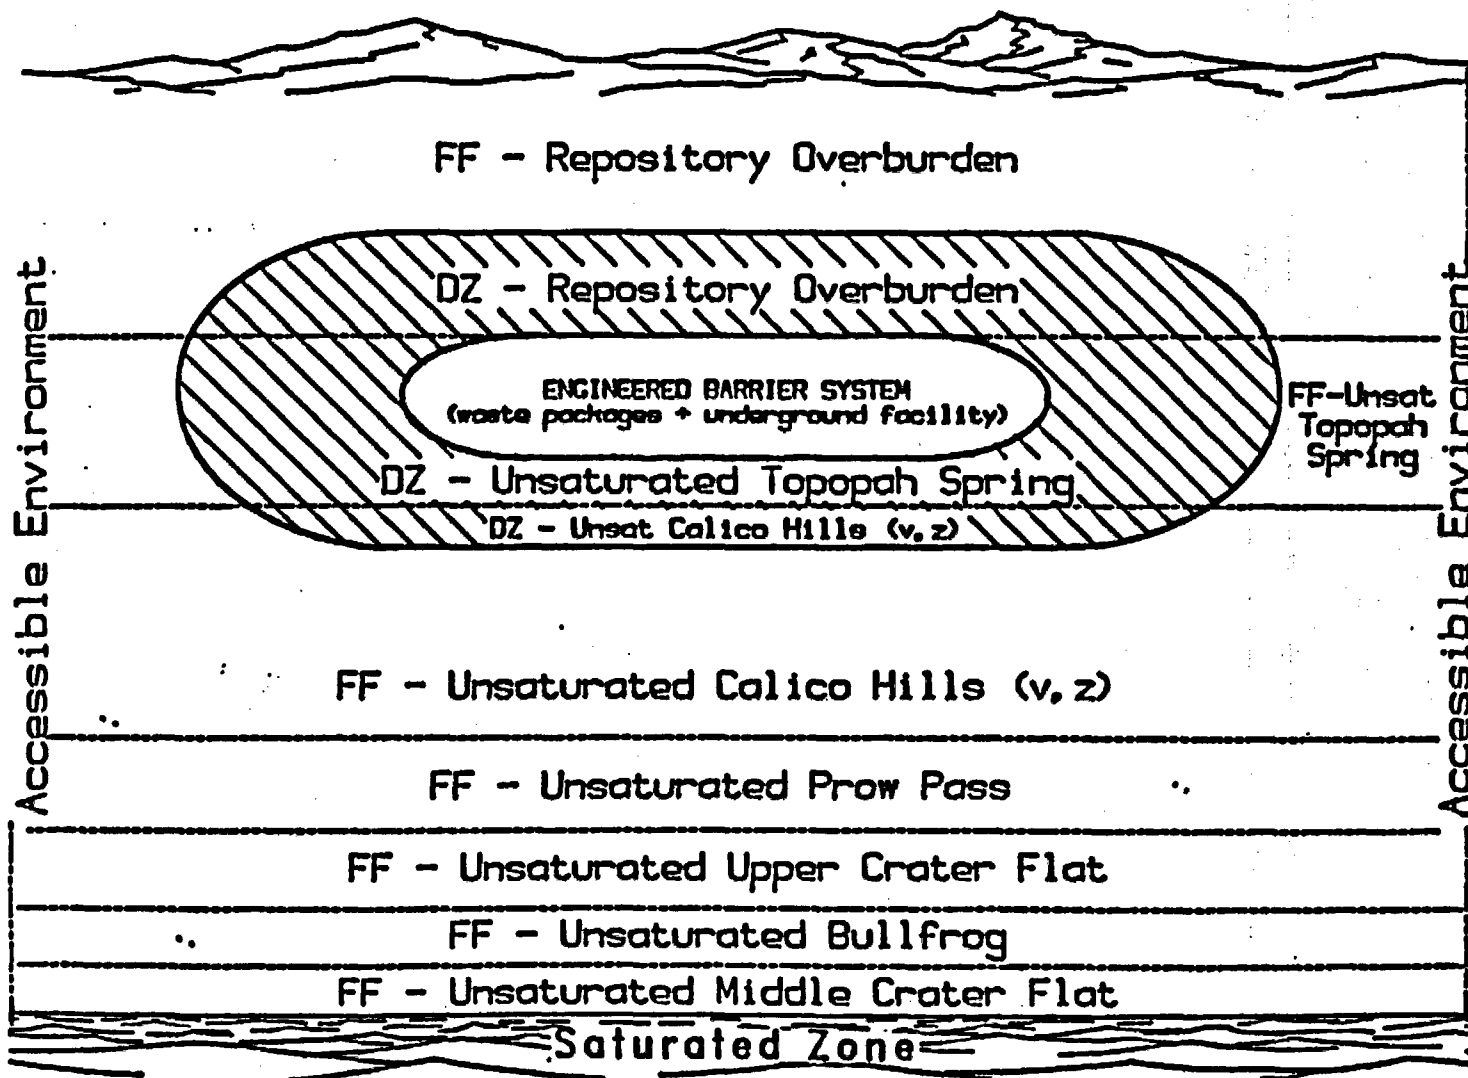 FF - Repository Overburden
DZ - Repository Overburden
ENGINEERED BARRIER SYSTEM
(waste packages + underground facility)
FF-Unsat
Topopah
Spring
DZ - Unsaturated Topopah Spring
DZ - Unsat Calico Hills (v, z)
Accessible Environment
Accessible Environment
FF - Unsaturated Calico Hills (v, z)
FF - Unsaturated Prow Pass
FF - Unsaturated Upper Crater Flat
FF - Unsaturated Bullfrog
FF - Unsaturated Middle Crater Flat
Saturated Zone